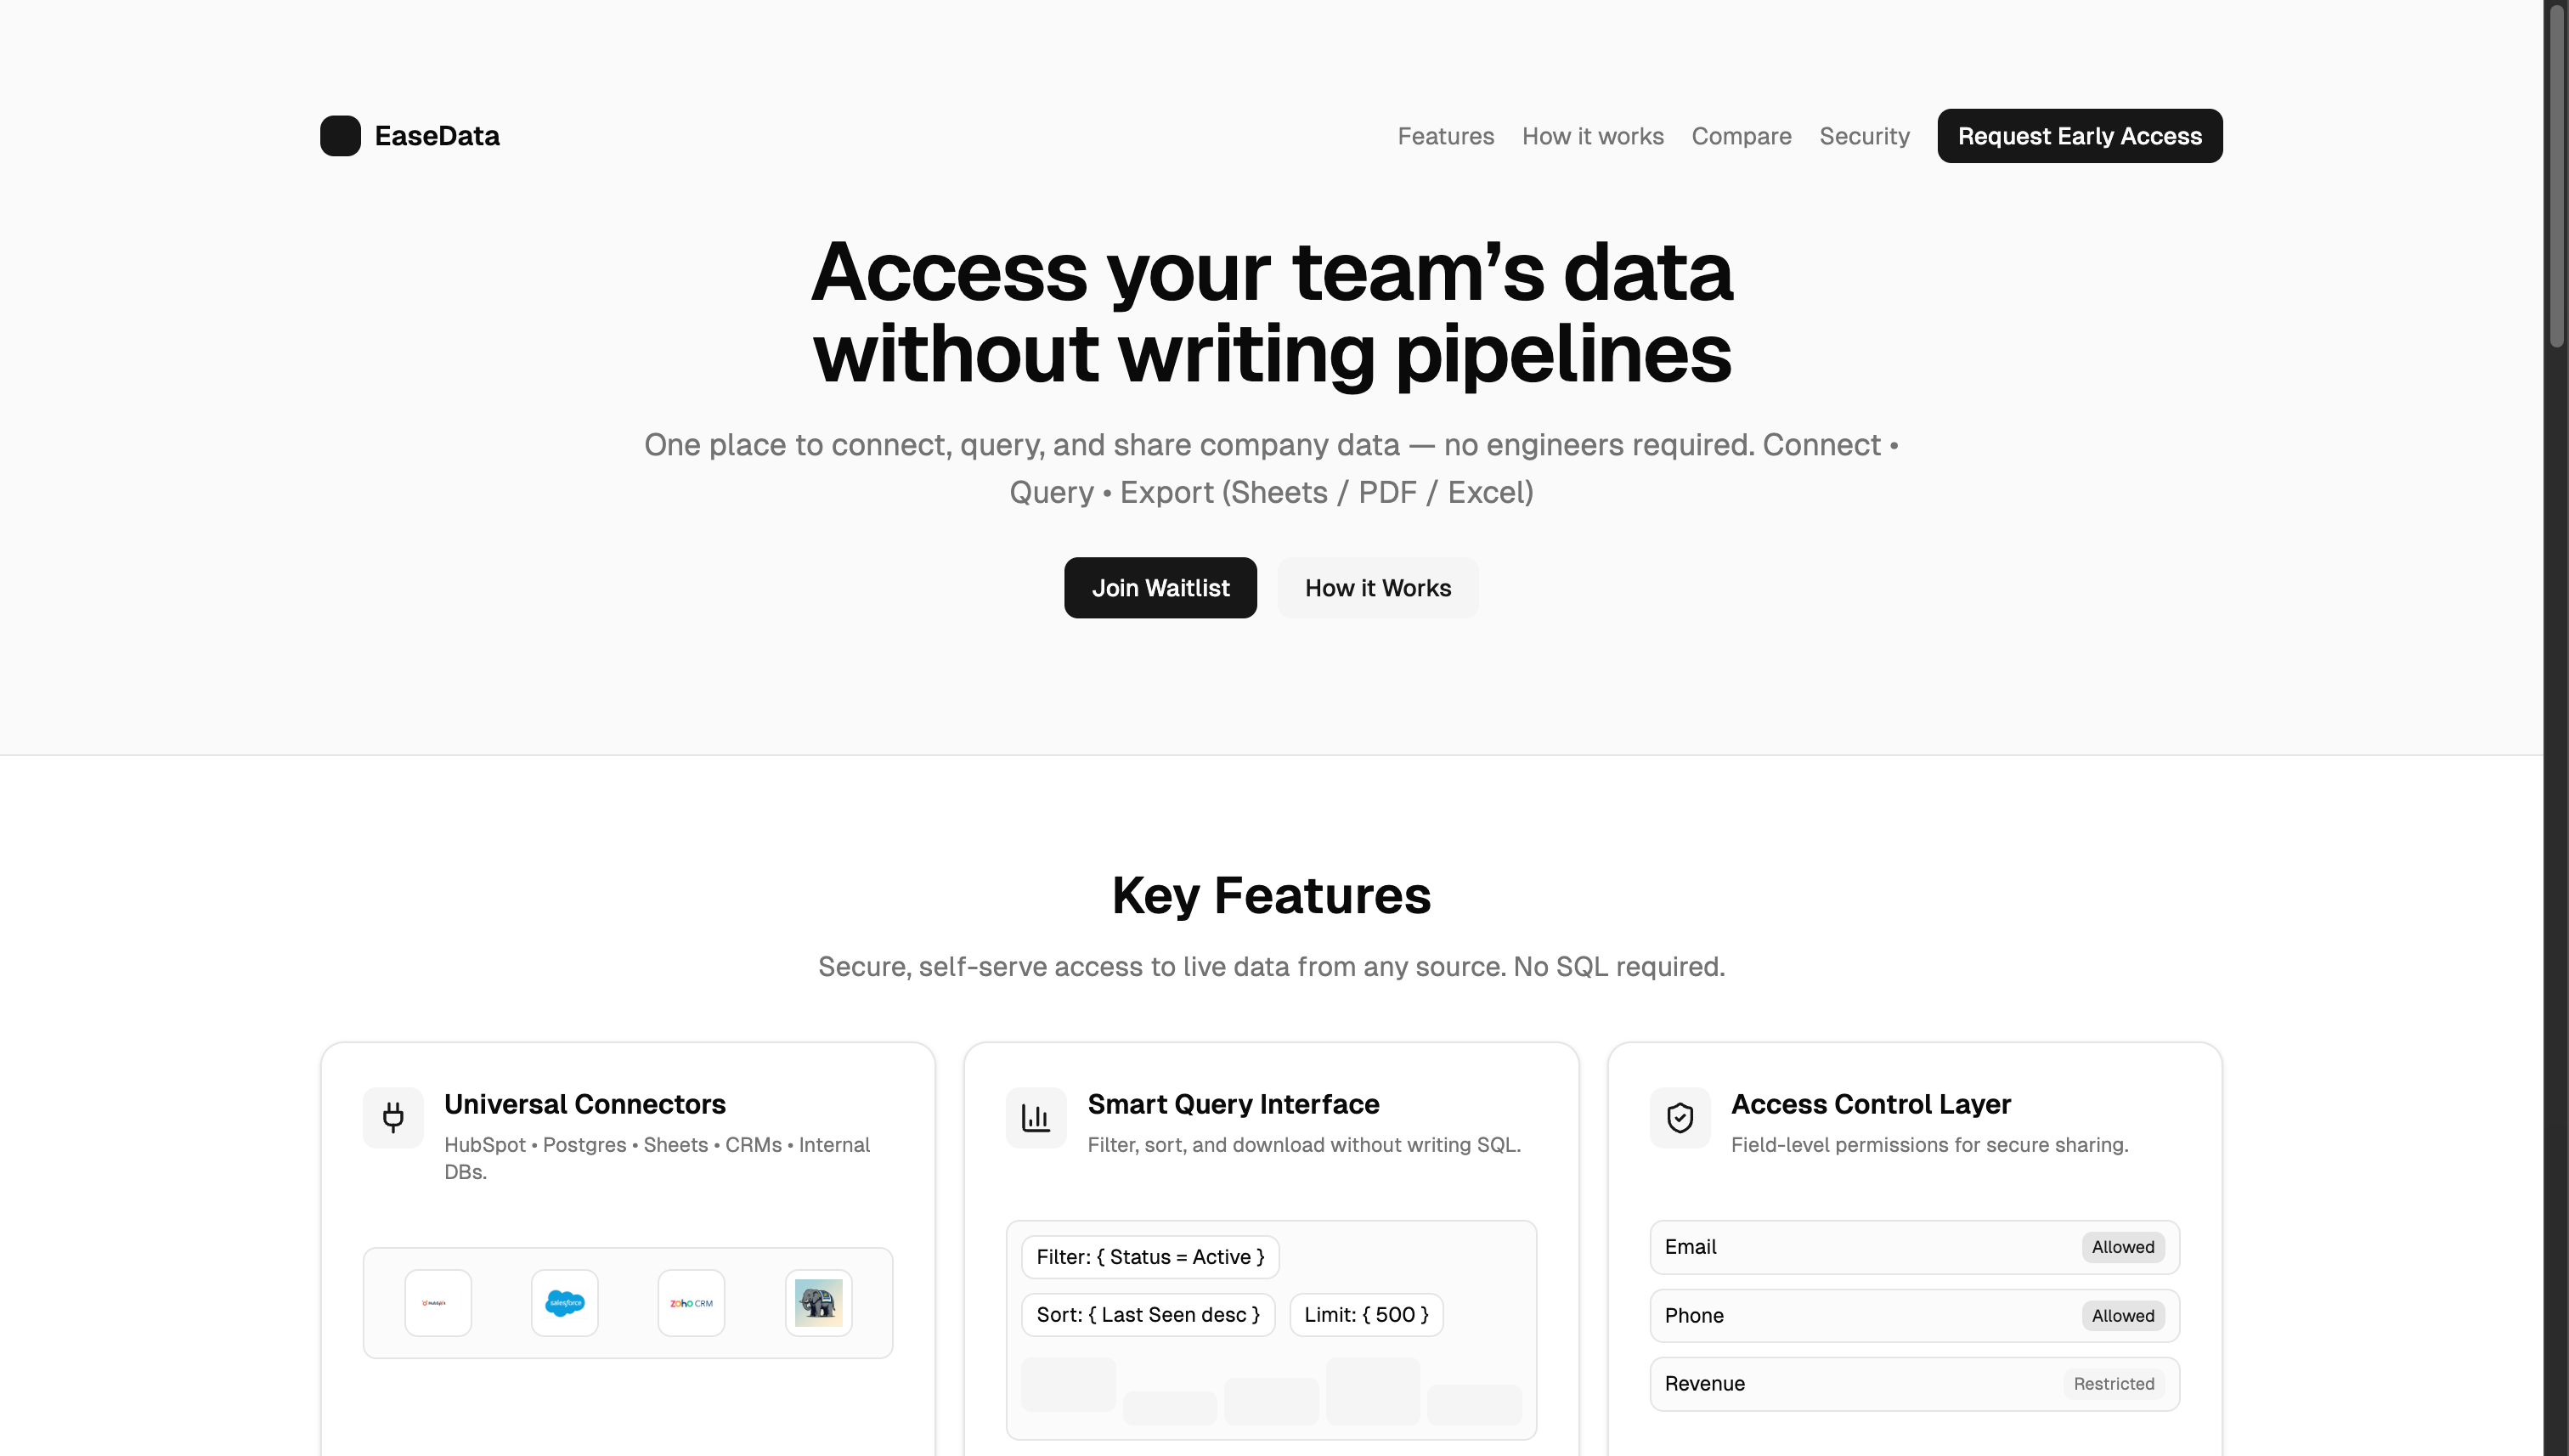 EaseData
Features
How it works
Compare
Security
Request Early Access
Access your team’s data
without writing pipelines
One place to connect, query, and share company data — no engineers required. Connect •
Query • Export (Sheets / PDF / Excel)
Join Waitlist
How it Works
Key Features
Secure, self-serve access to live data from any source. No SQL required.
Universal Connectors
HubSpot • Postgres • Sheets • CRMs • Internal
DBs.
HubSpot
salesforce
ZOHO CRM
Smart Query Interface
Filter, sort, and download without writing SQL.
Filter: { Status = Active }
Sort: { Last Seen desc }
Limit: { 500 }
Access Control Layer
Field-level permissions for secure sharing.
Email
Allowed
Phone
Allowed
Revenue
Restricted